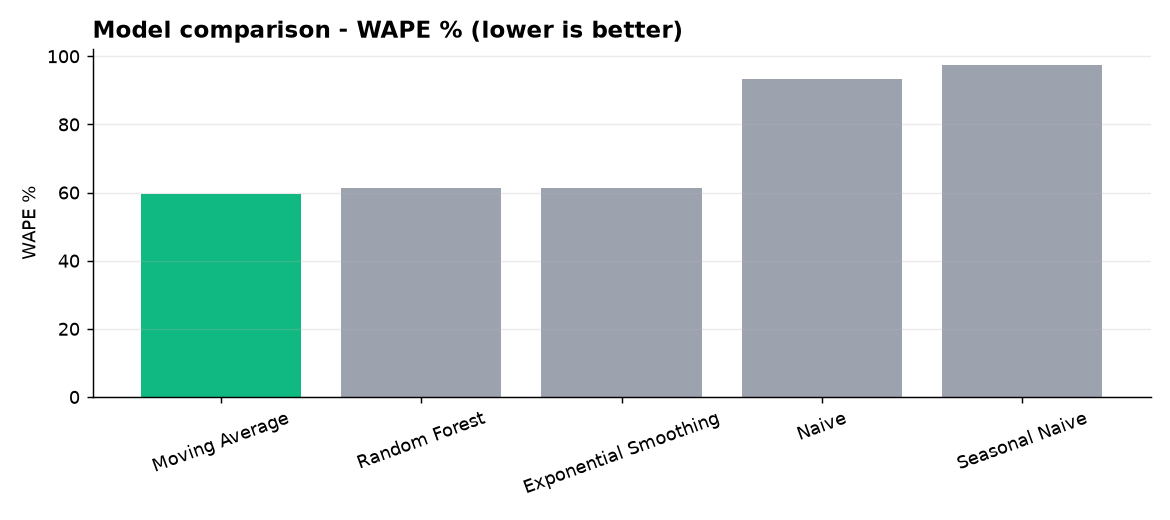 Model comparison - WAPE % (lower is better)
WAPE %
100
80
60
40
20
0
Moving Average
Random Forest
Exponential Smoothing
Naive
Seasonal Naive